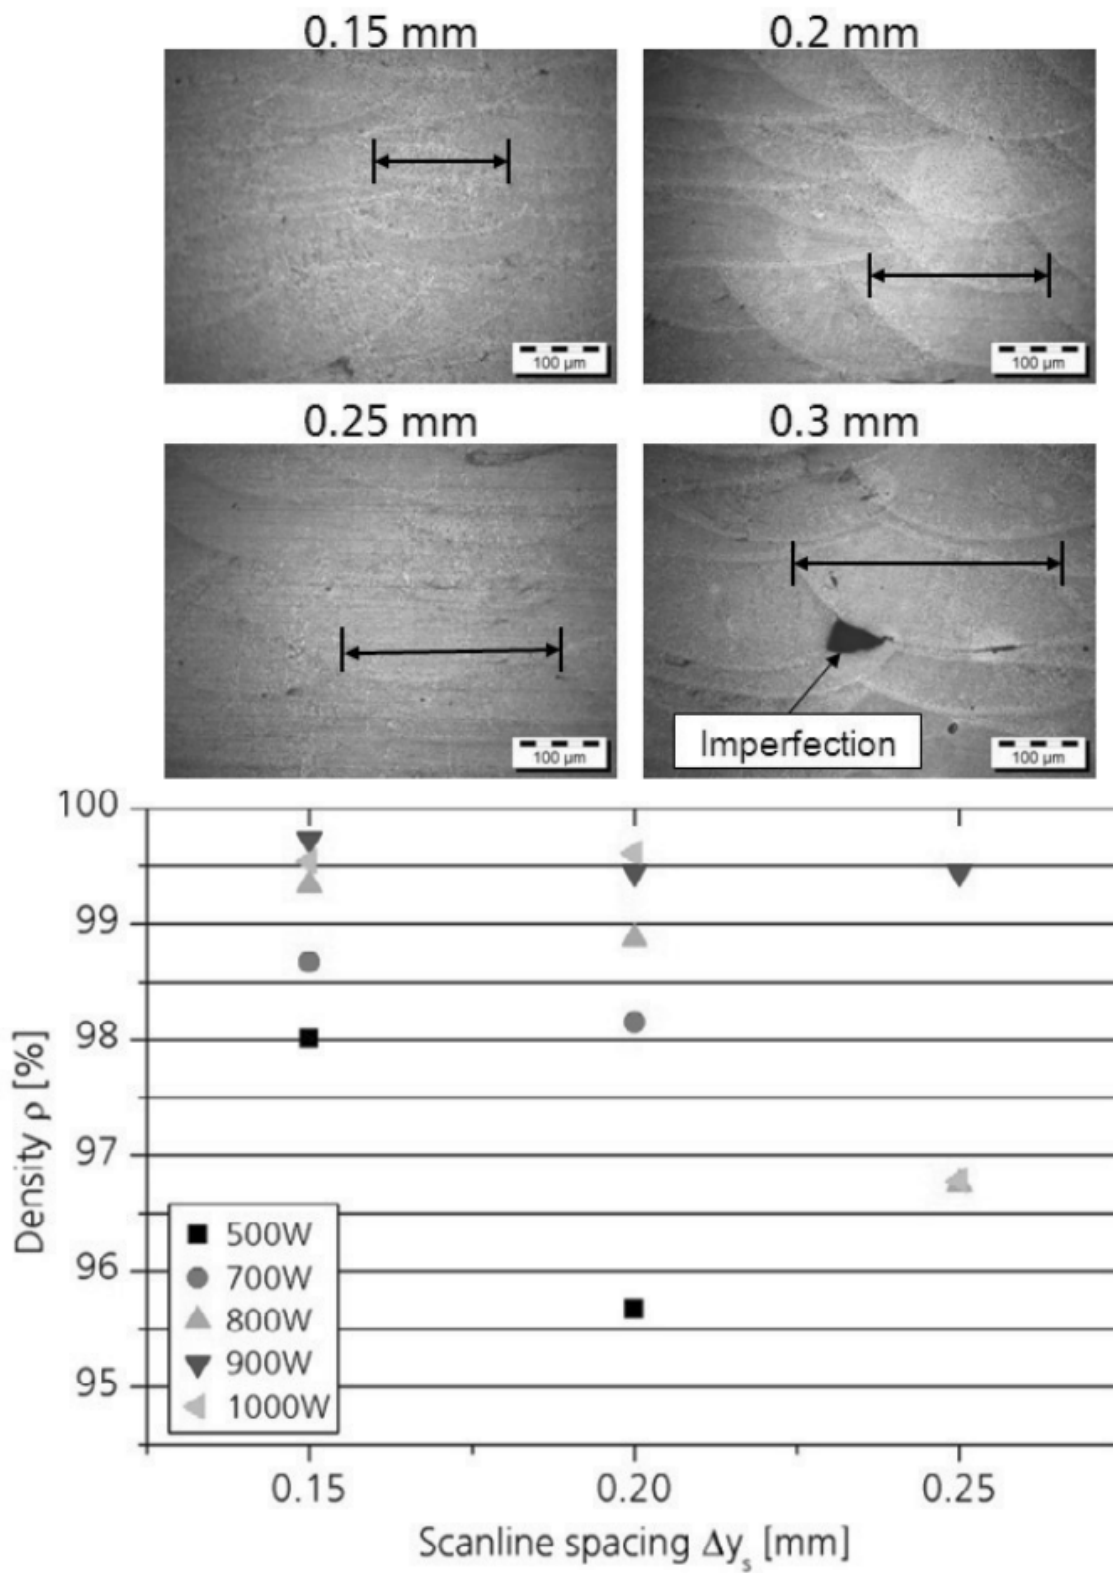 0.15 mm
0.2 mm
100 µm
100 µm
0.25 mm
0.3 mm
Imperfection
100 µm
100 µm
100
99
98
97
96
95
Density ρ [%]
500W
700W
800W
900W
1000W
0.15
0.20
0.25
Scanline spacing Δyₛ [mm]